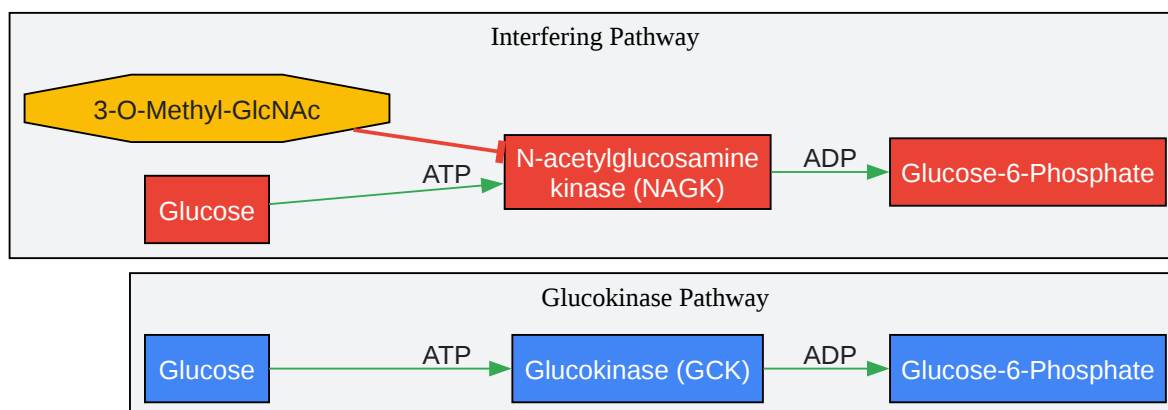 Interfering Pathway
3-O-Methyl-GlcNAc
N-acetylglucosamine
kinase (NAGK)
ATP
ADP
Glucose
Glucose-6-Phosphate
Glucokinase Pathway
Glucose
ATP
Glucokinase (GCK)
ADP
Glucose-6-Phosphate